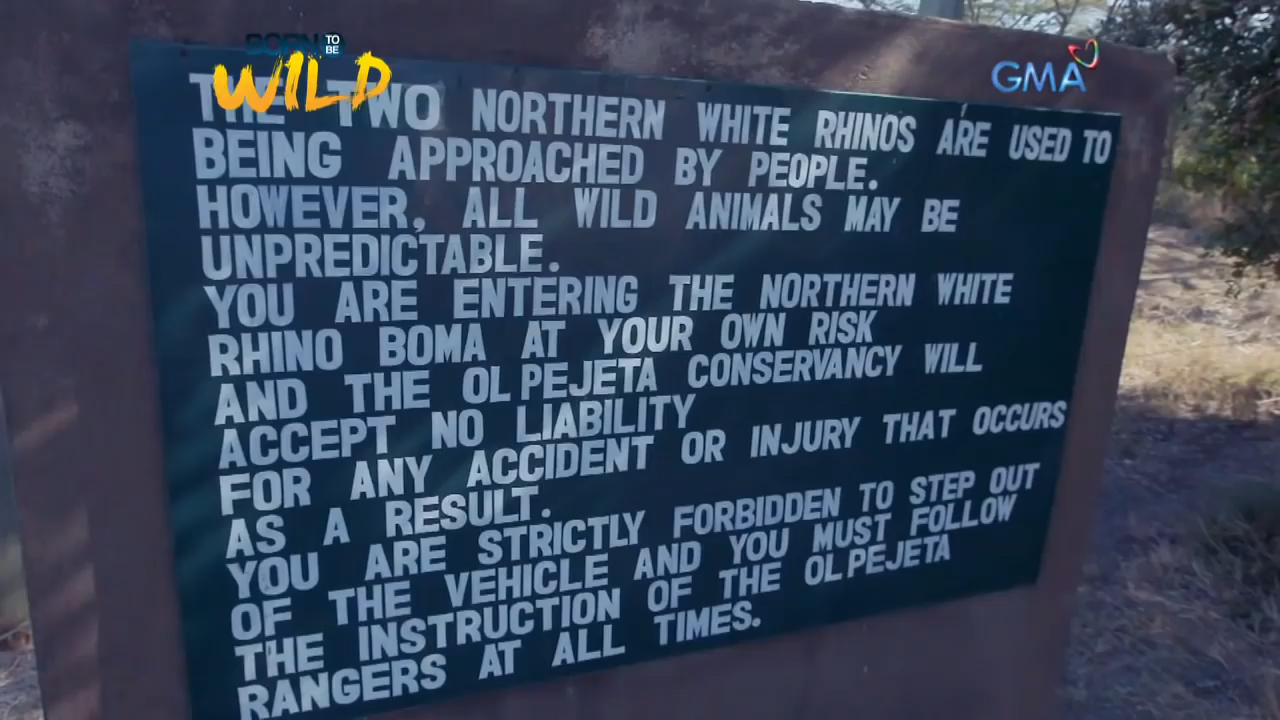 BORN TO BE WILD
GMA
THE TWO NORTHERN WHITE RHINOS ARE USED TO
BEING APPROACHED BY PEOPLE.
HOWEVER, ALL WILD ANIMALS MAY BE
UNPREDICTABLE.
YOU ARE ENTERING THE NORTHERN WHITE
RHINO BOMA AT YOUR OWN RISK
AND THE OL PEJETA CONSERVANCY WILL
ACCEPT NO LIABILITY
FOR ANY ACCIDENT OR INJURY THAT OCCURS
AS A RESULT.
YOU ARE STRICTLY FORBIDDEN TO STEP OUT
OF THE VEHICLE AND YOU MUST FOLLOW
THE INSTRUCTION OF THE OL PEJETA
RANGERS AT ALL TIMES.